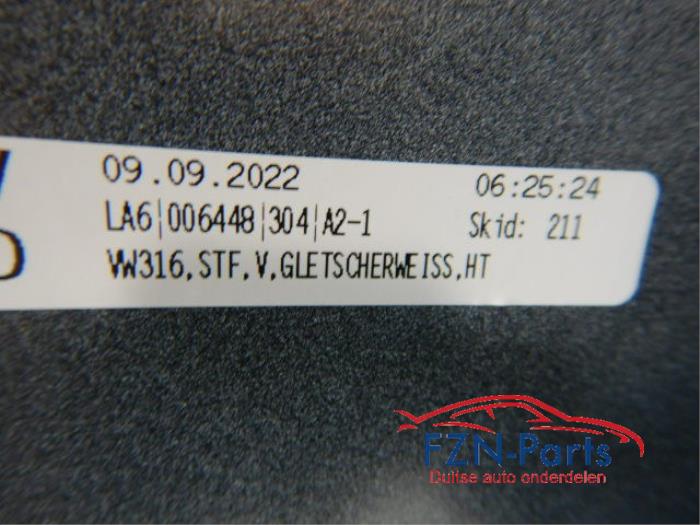 09.09.2022 06:25:24
LA6|006448|304|A2-1 Skid: 211
VW316,STF,V,GLETSCHERWEISS,HT
FZN-Parts
Duitse auto onderdelen